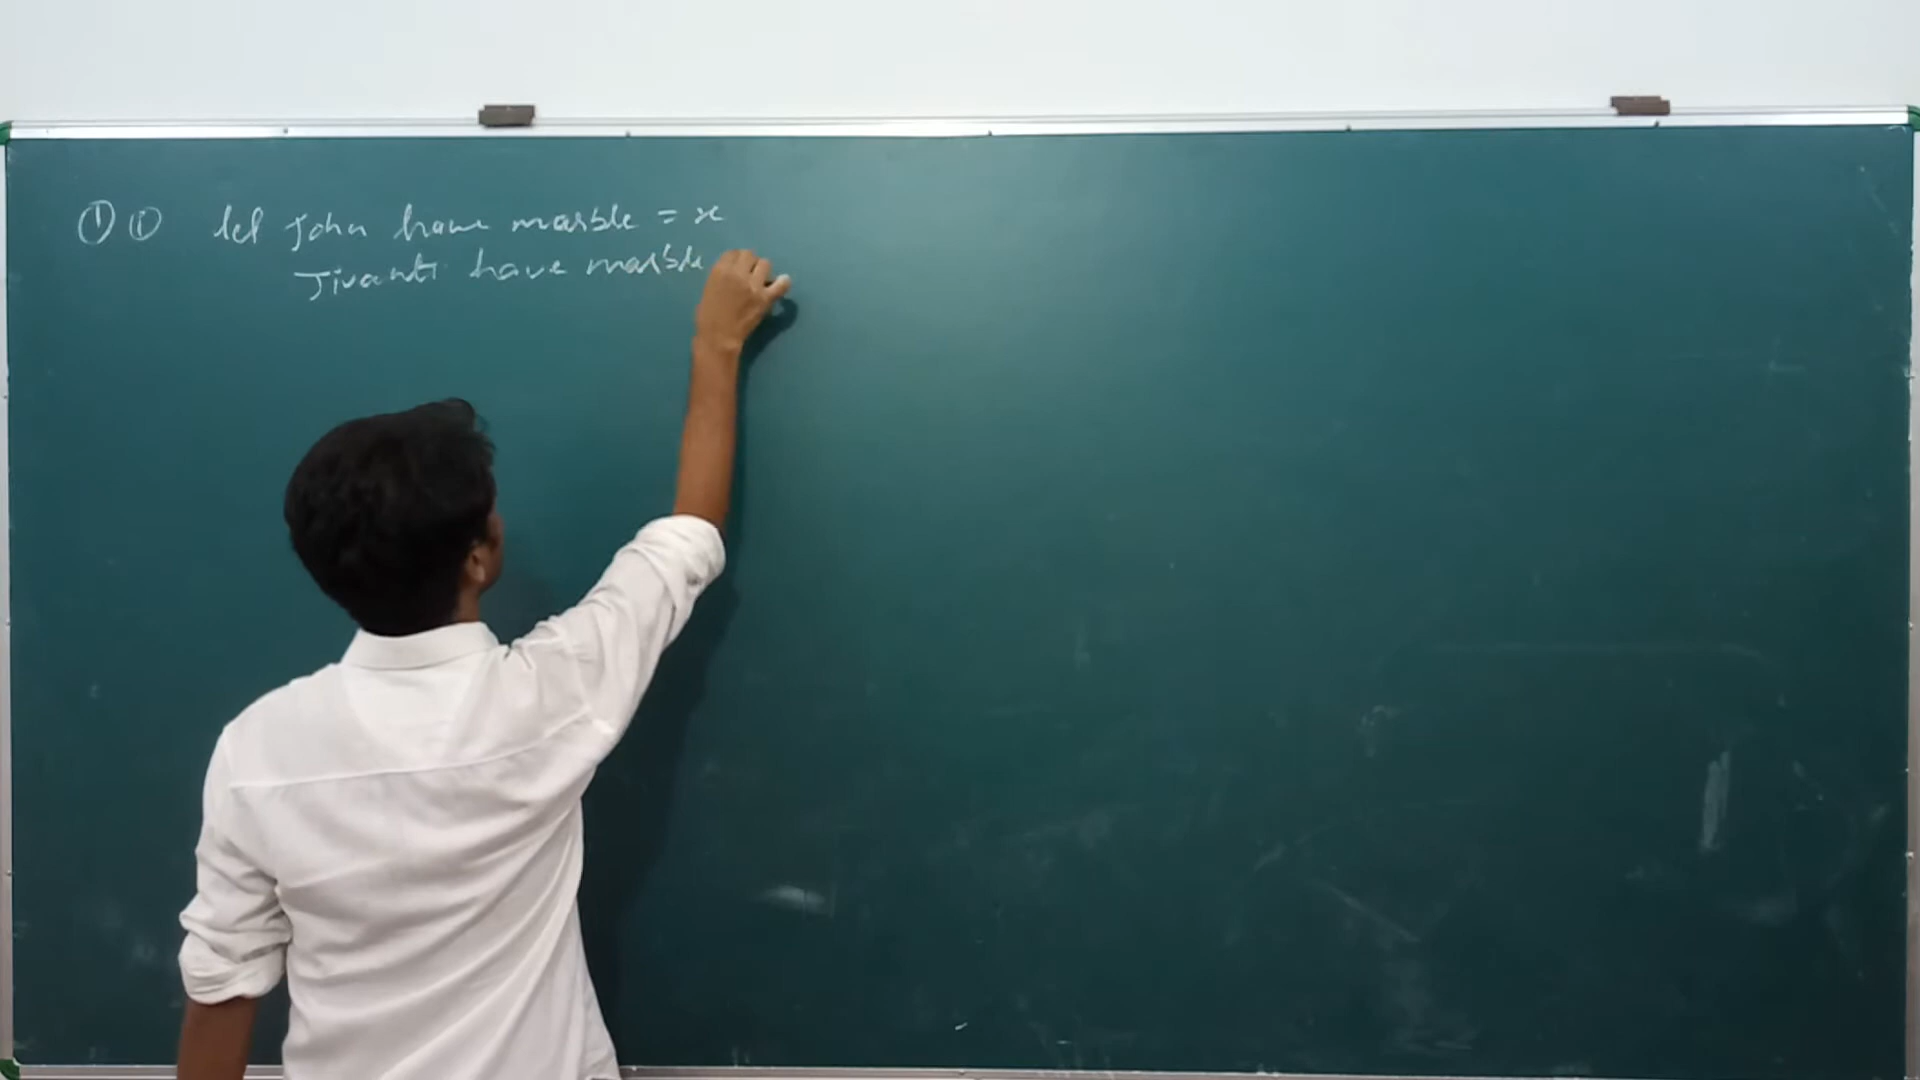 ① ① let John have marble = x
Jivanti have marble